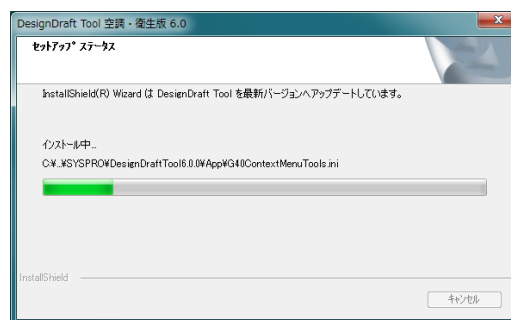 DesignDraft Tool 空調・衛生版 6.0
ｾｯﾄｱｯﾌﾟ ｽﾃｰﾀｽ
InstallShield(R) Wizard は DesignDraft Tool を最新バージョンへアップデートしています。
インストール中...
C:¥...¥SYSPRO¥DesignDraftTool6.0.0¥App¥G40ContextMenuTools.ini
InstallShield
キャンセル